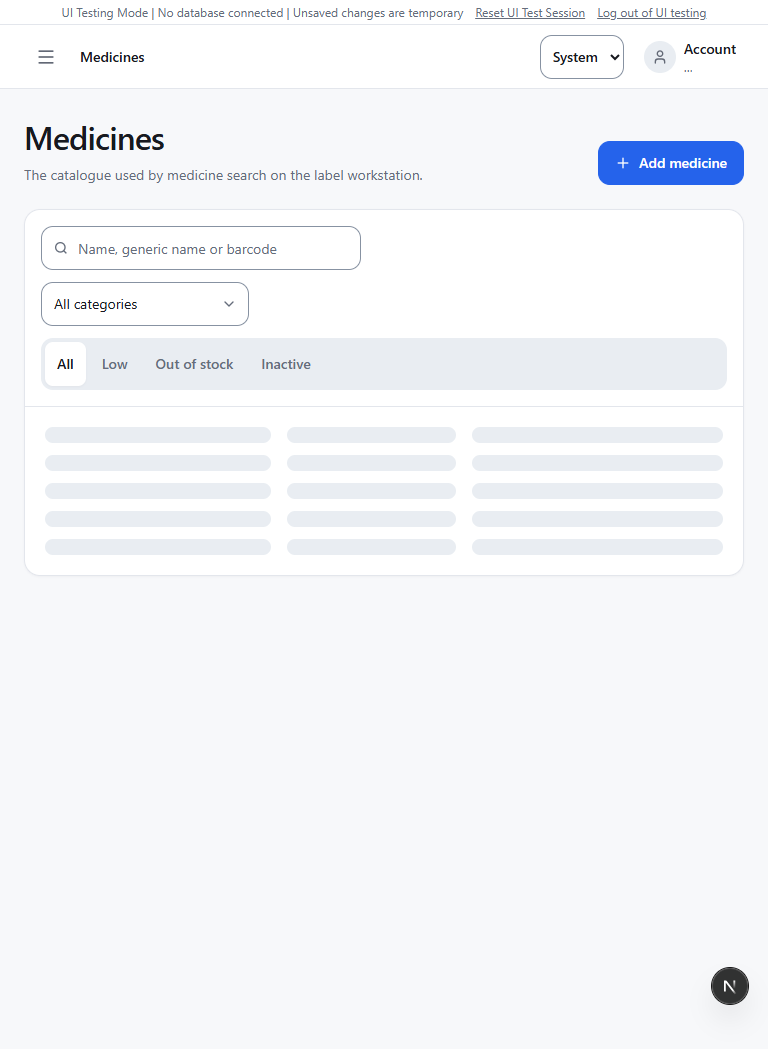 UI Testing Mode | No database connected | Unsaved changes are temporary Reset UI Test Session Log out of UI testing
Medicines
System
Account
...
Medicines
The catalogue used by medicine search on the label workstation.
Add medicine
Name, generic name or barcode
All categories
All Low Out of stock Inactive
N